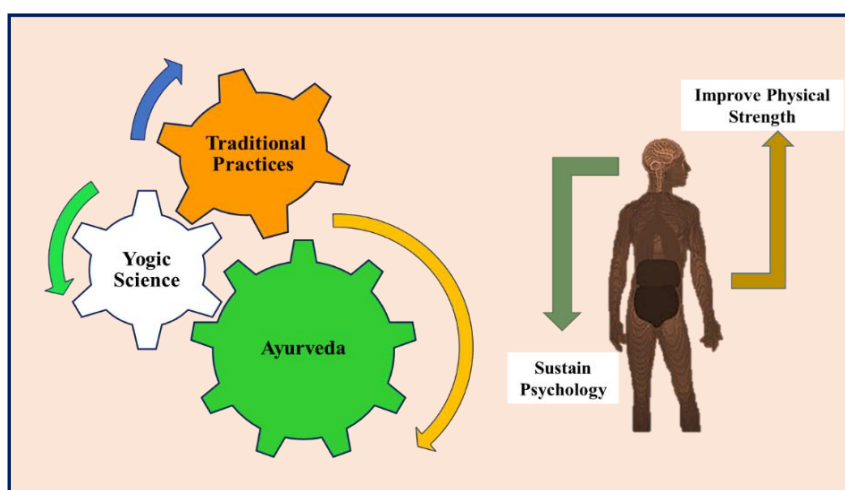 Traditional
Practices
Yogic
Science
Ayurveda
Improve Physical
Strength
Sustain
Psychology